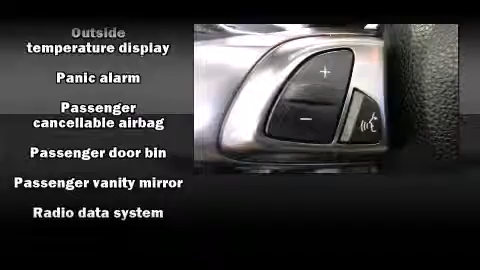 Outside
temperature display
Panic alarm
Passenger
cancellable airbag
Passenger door bin
Passenger vanity mirror
Radio data system
+
−